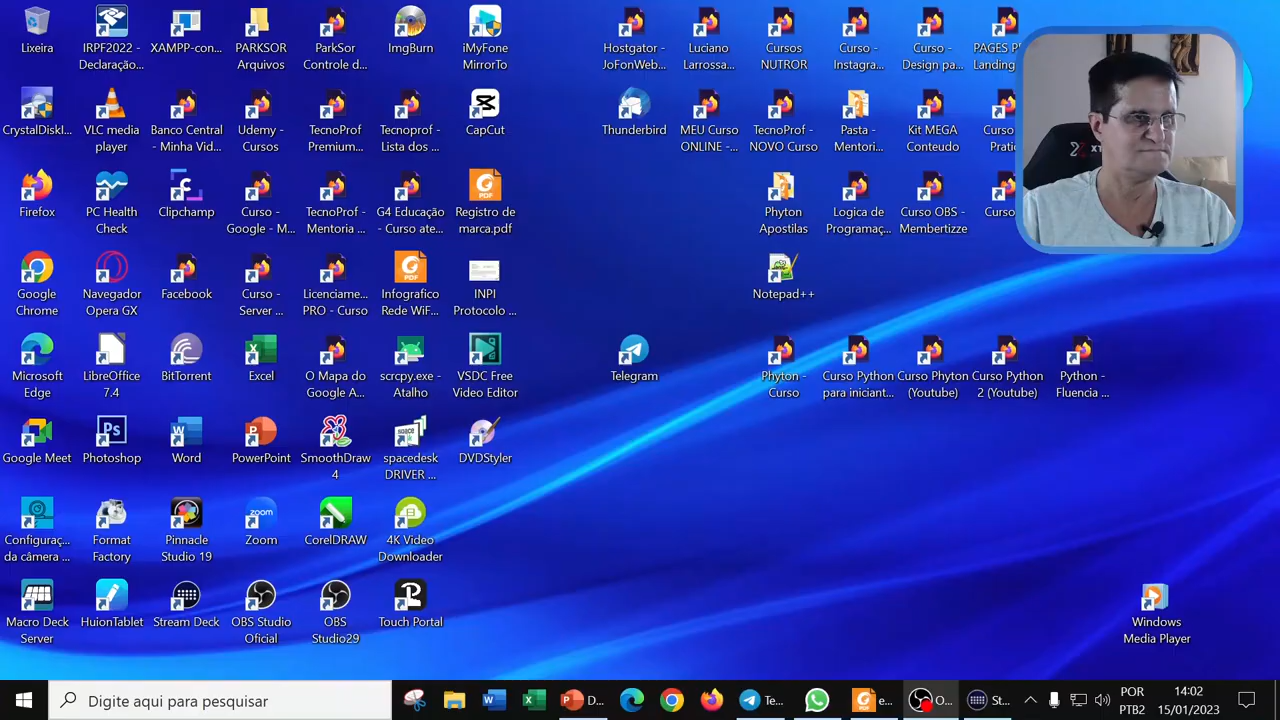 Lixeira
IRPF2022 -
Declaração...
XAMPP-con...
PARKSOR
Arquivos
ParkSor
Controle d...
ImgBurn
iMyFone
MirrorTo
Hostgator -
JoFonWeb...
Luciano
Larrossa...
Cursos
NUTROR
Curso -
Instagra...
Curso -
Design pa...
Landing
CrystalDiskI...
VLC media
player
Banco Central
- Minha Vid...
Udemy -
Cursos
TecnoProf
Premium...
Tecnoprof -
Lista dos ...
CapCut
Thunderbird
MEU Curso
ONLINE -...
TecnoProf -
NOVO Curso
Pasta -
Mentori...
Kit MEGA
Conteudo
Curso
Firefox
PC Health
Check
Clipchamp
Curso -
Google - M...
TecnoProf -
Mentoria ...
G4 Educação
- Curso ate...
Registro de
marca.pdf
Phyton
Apostilas
Logica de
Programaç...
Curso OBS -
Membertizze
Curso
Google
Chrome
Navegador
Opera GX
Facebook
Curso -
Server ...
Licenciame...
PRO - Curso
Infografico
Rede WiF...
INPI
Protocolo ...
Notepad++
Microsoft
Edge
LibreOffice
7.4
BitTorrent
Excel
O Mapa do
Google A...
scrcpy.exe -
Atalho
VSDC Free
Video Editor
Telegram
Phyton -
Curso
Curso Python
para iniciant...
Curso Phyton
(Youtube)
Curso Python
2 (Youtube)
Python -
Fluencia ...
Google Meet
Photoshop
Word
PowerPoint
SmoothDraw
4
spacedesk
DRIVER ...
DVDStyler
Configuraç...
da câmera ...
Format
Factory
Pinnacle
Studio 19
Zoom
CorelDRAW
4K Video
Downloader
Macro Deck
Server
HuionTablet
Stream Deck
OBS Studio
Oficial
OBS
Studio29
Touch Portal
Windows
Media Player
Digite aqui para pesquisar
D...
Te...
e...
O...
St...
POR
PTB2
14:02
15/01/2023